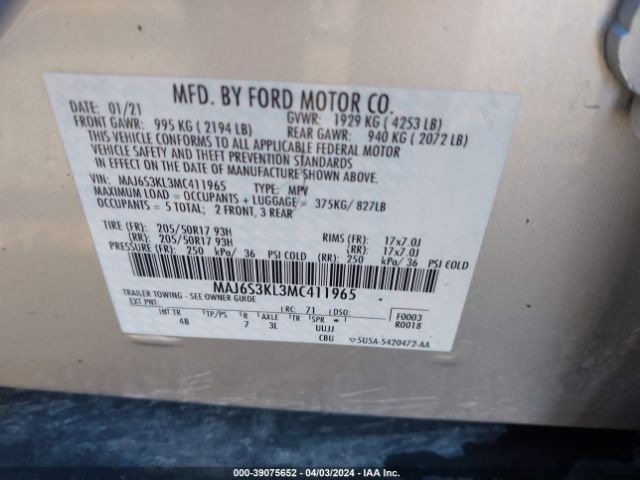 MFD. BY FORD MOTOR CO.
DATE: 01/21 GVWR: 1929 KG ( 4253 LB)
FRONT GAWR: 995 KG ( 2194 LB) REAR GAWR: 940 KG ( 2072 LB)
THIS VEHICLE CONFORMS TO ALL APPLICABLE FEDERAL MOTOR
VEHICLE SAFETY AND THEFT PREVENTION STANDARDS
IN EFFECT ON THE DATE OF MANUFACTURE SHOWN ABOVE.
VIN: MAJ6S3KL3MC411965 TYPE: MPV
MAXIMUM LOAD = OCCUPANTS + LUGGAGE = 375KG/ 827LB
OCCUPANTS = 5 TOTAL; 2 FRONT, 3 REAR
TIRE (FR): 205/50R17 93H RIMS (FR): 17x7.0J
(RR): 205/50R17 93H (RR): 17x7.0J
PRESSURE (FR): 250 kPa/ 36 PSI COLD (RR): 250 kPa/ 36 PSI COLD
MAJ6S3KL3MC411965
TRAILER TOWING - SEE OWNER GUIDE
EXT PNT: RC: 71 DSO: F0003
INT TR TP/PS R AXLE TR SPR R0018
4B 7 3L UUJJ
CBU 5U5A-5420472-AA
000-39075652 - 04/03/2024 - IAA Inc.